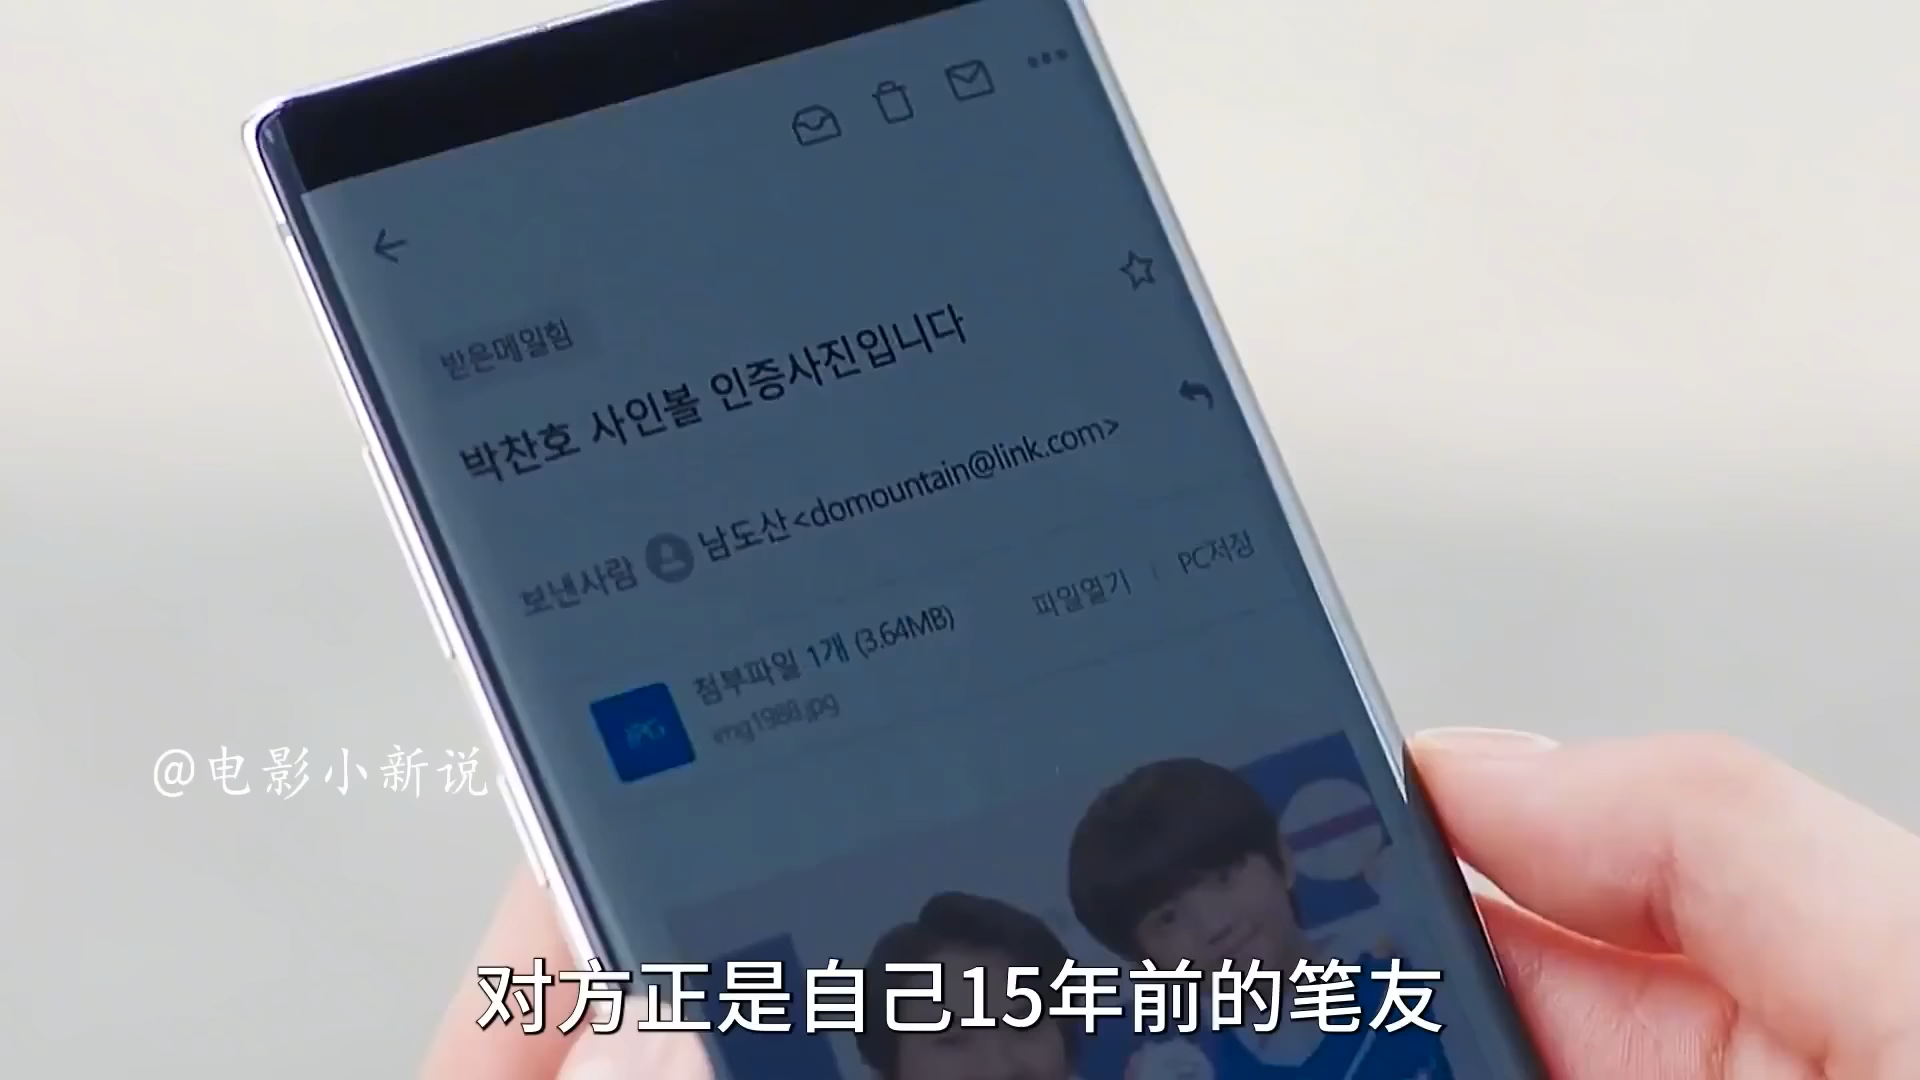 받은메일함
박찬호 사인볼 인증사진입니다
보낸사람 남도산<domountain@link.com>
첨부파일 1개 (3.64MB)
파일열기 | PC저장
JPG
img1988.jpg
@电影小新说
对方正是自己15年前的笔友